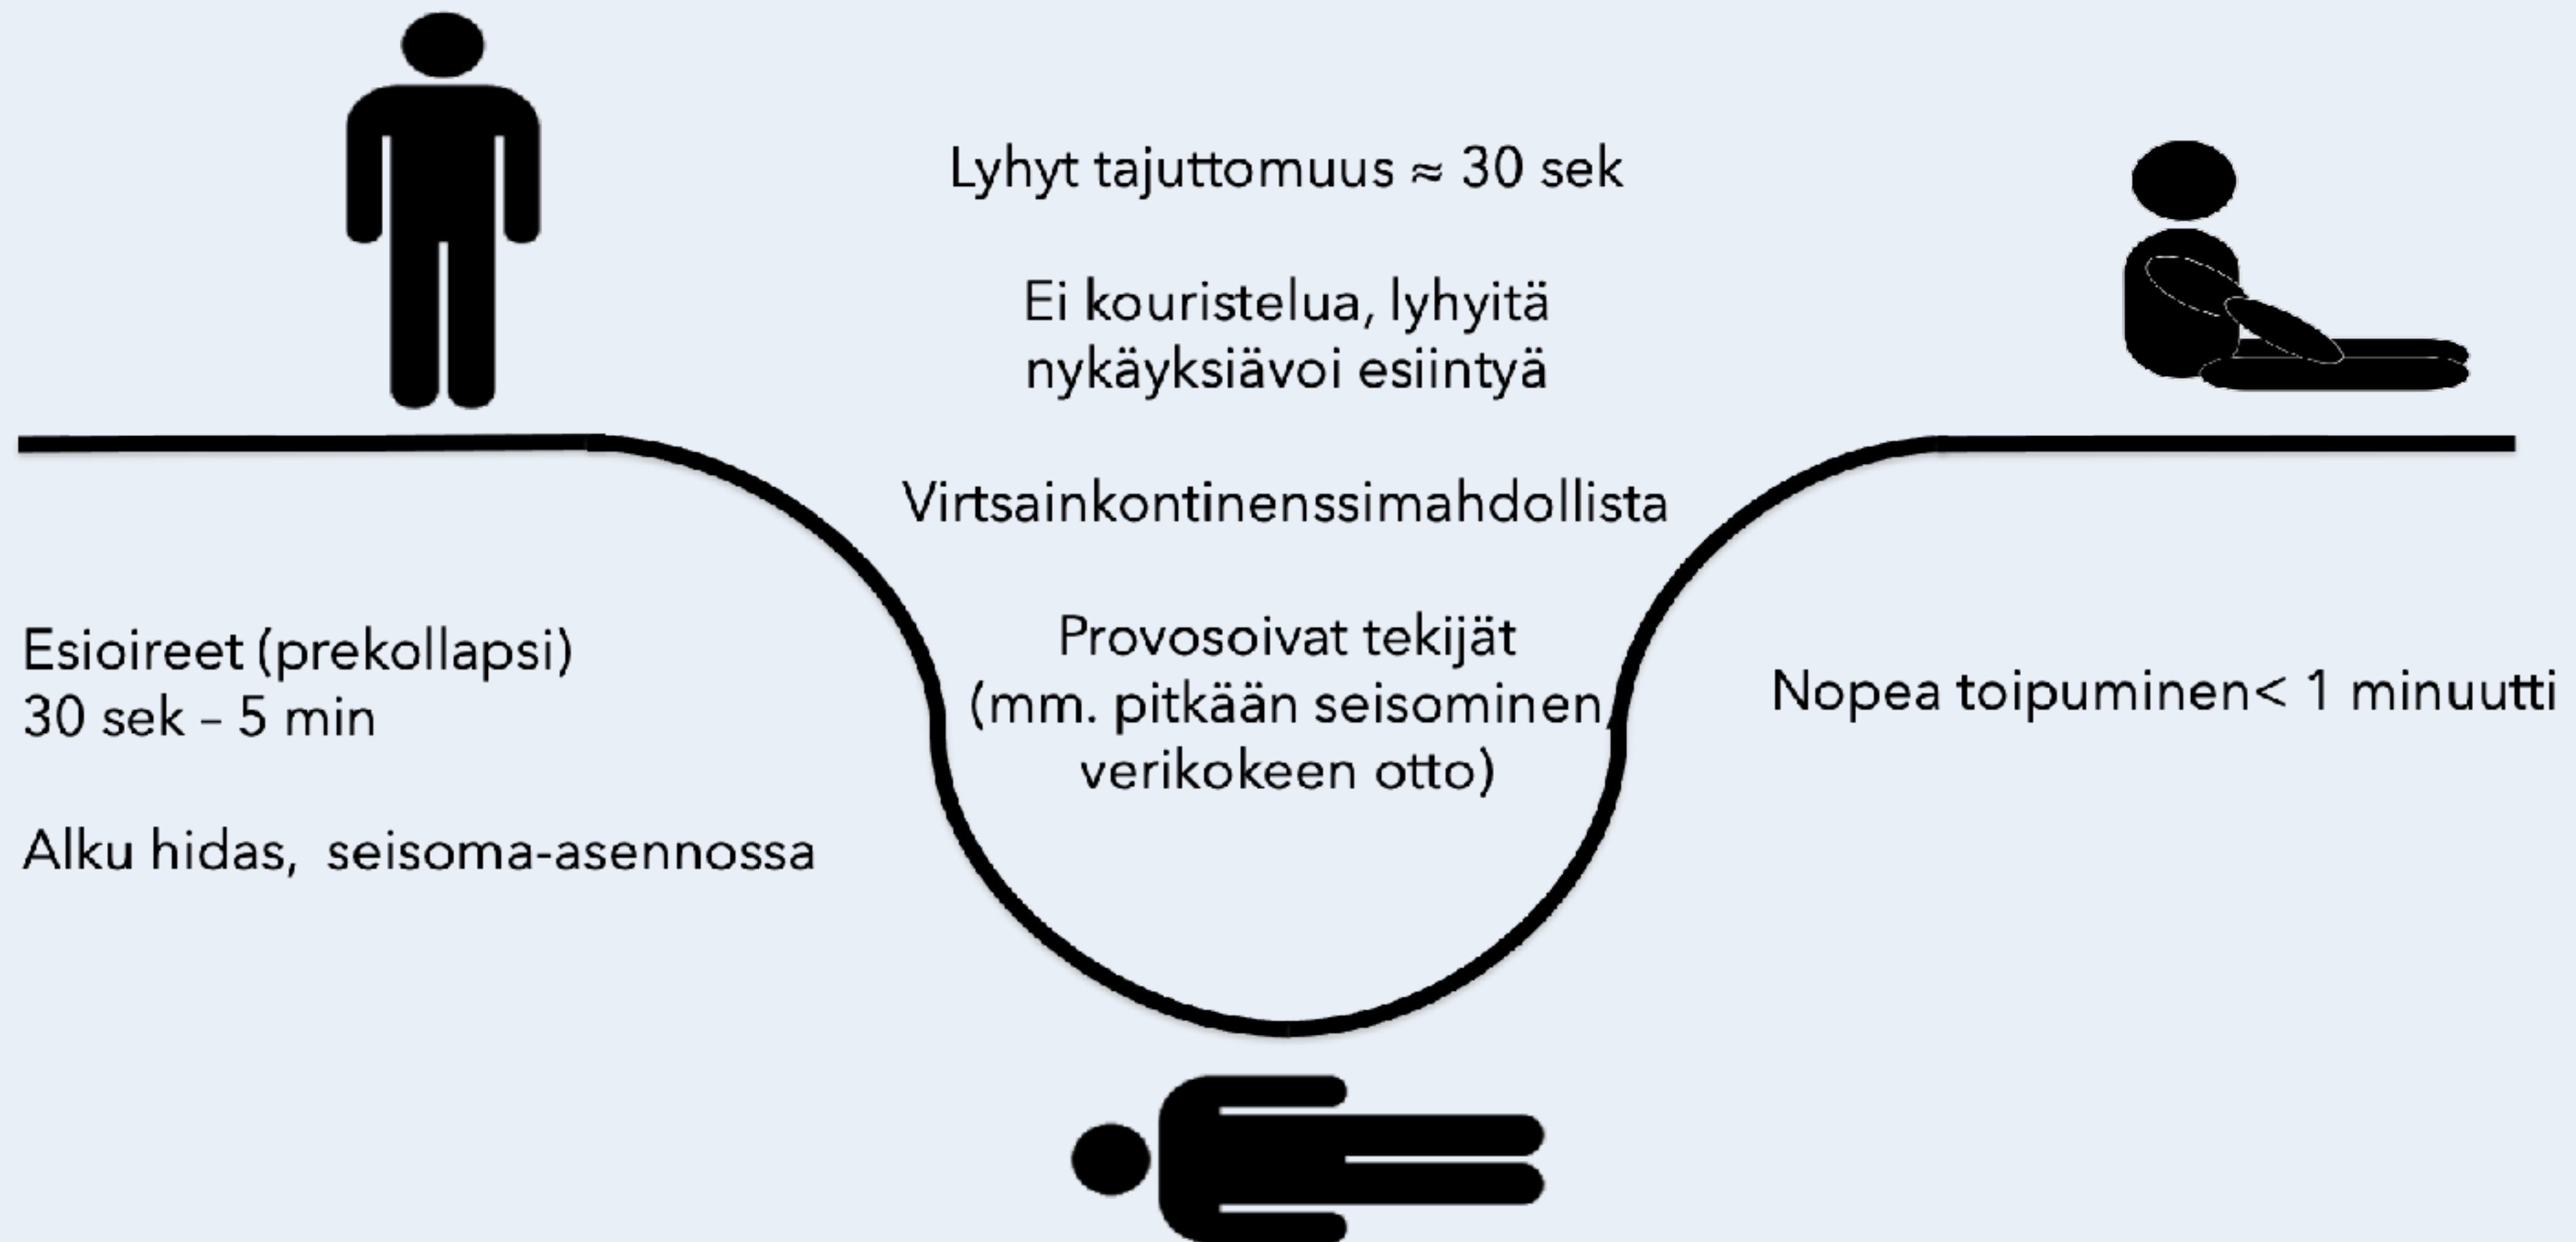 Lyhyt tajuttomuus ≈ 30 sek
Ei kouristelua, lyhyitä
nykäyksiävoi esiintyä
Virtsainkontinenssimahdollista
Provosoivat tekijät
(mm. pitkään seisominen,
verikokeen otto)
Esioireet (prekollapsi)
30 sek – 5 min
Alku hidas, seisoma-asennossa
Nopea toipuminen< 1 minuutti